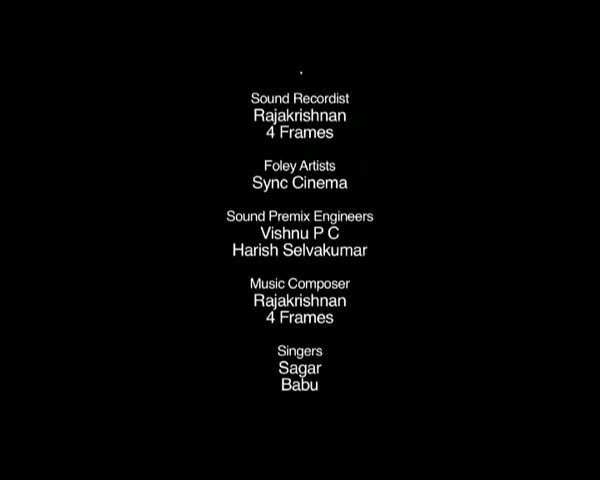 Sound Recordist
Rajakrishnan
4 Frames
Foley Artists
Sync Cinema
Sound Premix Engineers
Vishnu P C
Harish Selvakumar
Music Composer
Rajakrishnan
4 Frames
Singers
Sagar
Babu